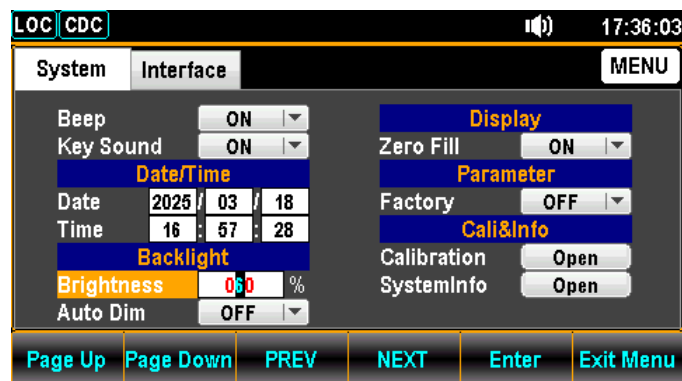 LOC CDC 17:36:03
System Interface MENU
Beep ON
Key Sound ON
Date/Time
Date 2025 / 03 / 18
Time 16 : 57 : 28
Backlight
Brightness 060 %
Auto Dim OFF
Display
Zero Fill ON
Parameter
Factory OFF
Cali&Info
Calibration Open
SystemInfo Open
Page Up Page Down PREV NEXT Enter Exit Menu